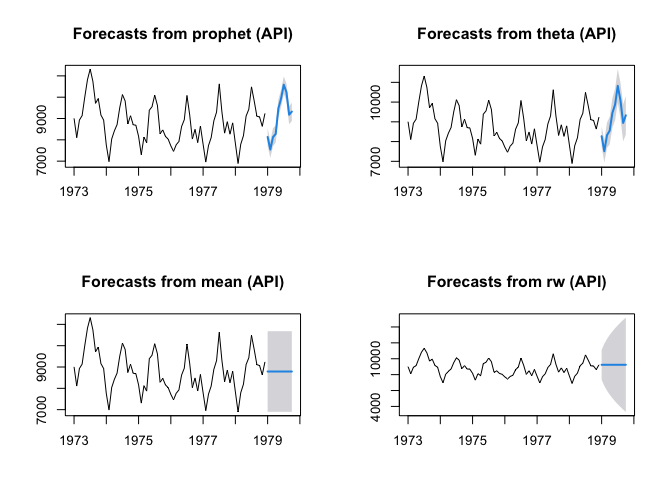 Forecasts from prophet (API)
7000 9000
1973 1975 1977 1979
Forecasts from theta (API)
7000 10000
1973 1975 1977 1979
Forecasts from mean (API)
7000 9000
1973 1975 1977 1979
Forecasts from rw (API)
4000 10000
1973 1975 1977 1979